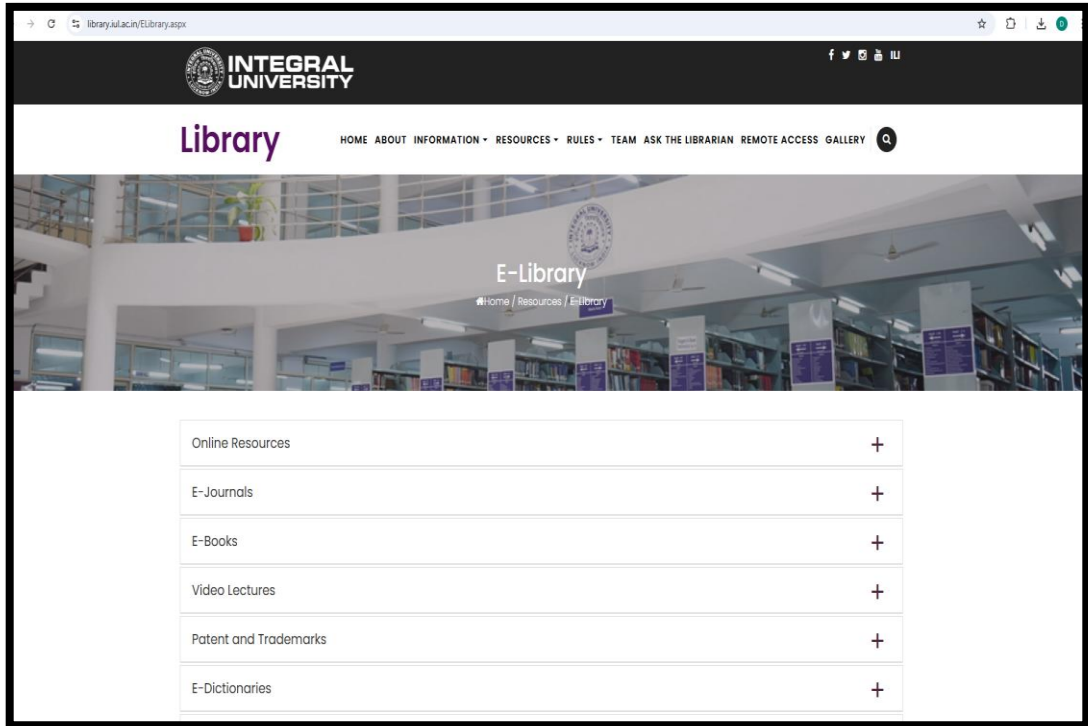 library.iul.ac.in/ELibrary.aspx
D
INTEGRAL
UNIVERSITY
Library
HOME ABOUT INFORMATION RESOURCES RULES TEAM ASK THE LIBRARIAN REMOTE ACCESS GALLERY
E-Library
Home / Resources / E-Library
Online Resources
E-Journals
E-Books
Video Lectures
Patent and Trademarks
E-Dictionaries